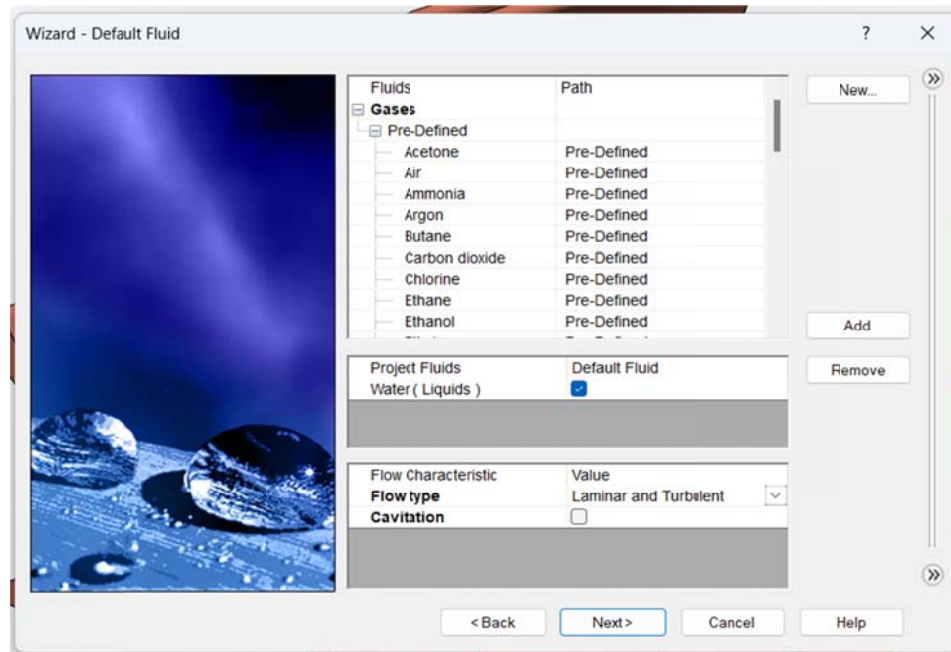 Wizard - Default Fluid
?
Fluids Path
New...
Gases
Pre-Defined
Acetone Pre-Defined
Air Pre-Defined
Ammonia Pre-Defined
Argon Pre-Defined
Butane Pre-Defined
Carbon dioxide Pre-Defined
Chlorine Pre-Defined
Ethane Pre-Defined
Ethanol Pre-Defined
Add
Project Fluids Default Fluid
Remove
Water ( Liquids )
Flow Characteristic Value
Flow type Laminar and Turbulent
Cavitation
< Back Next > Cancel Help